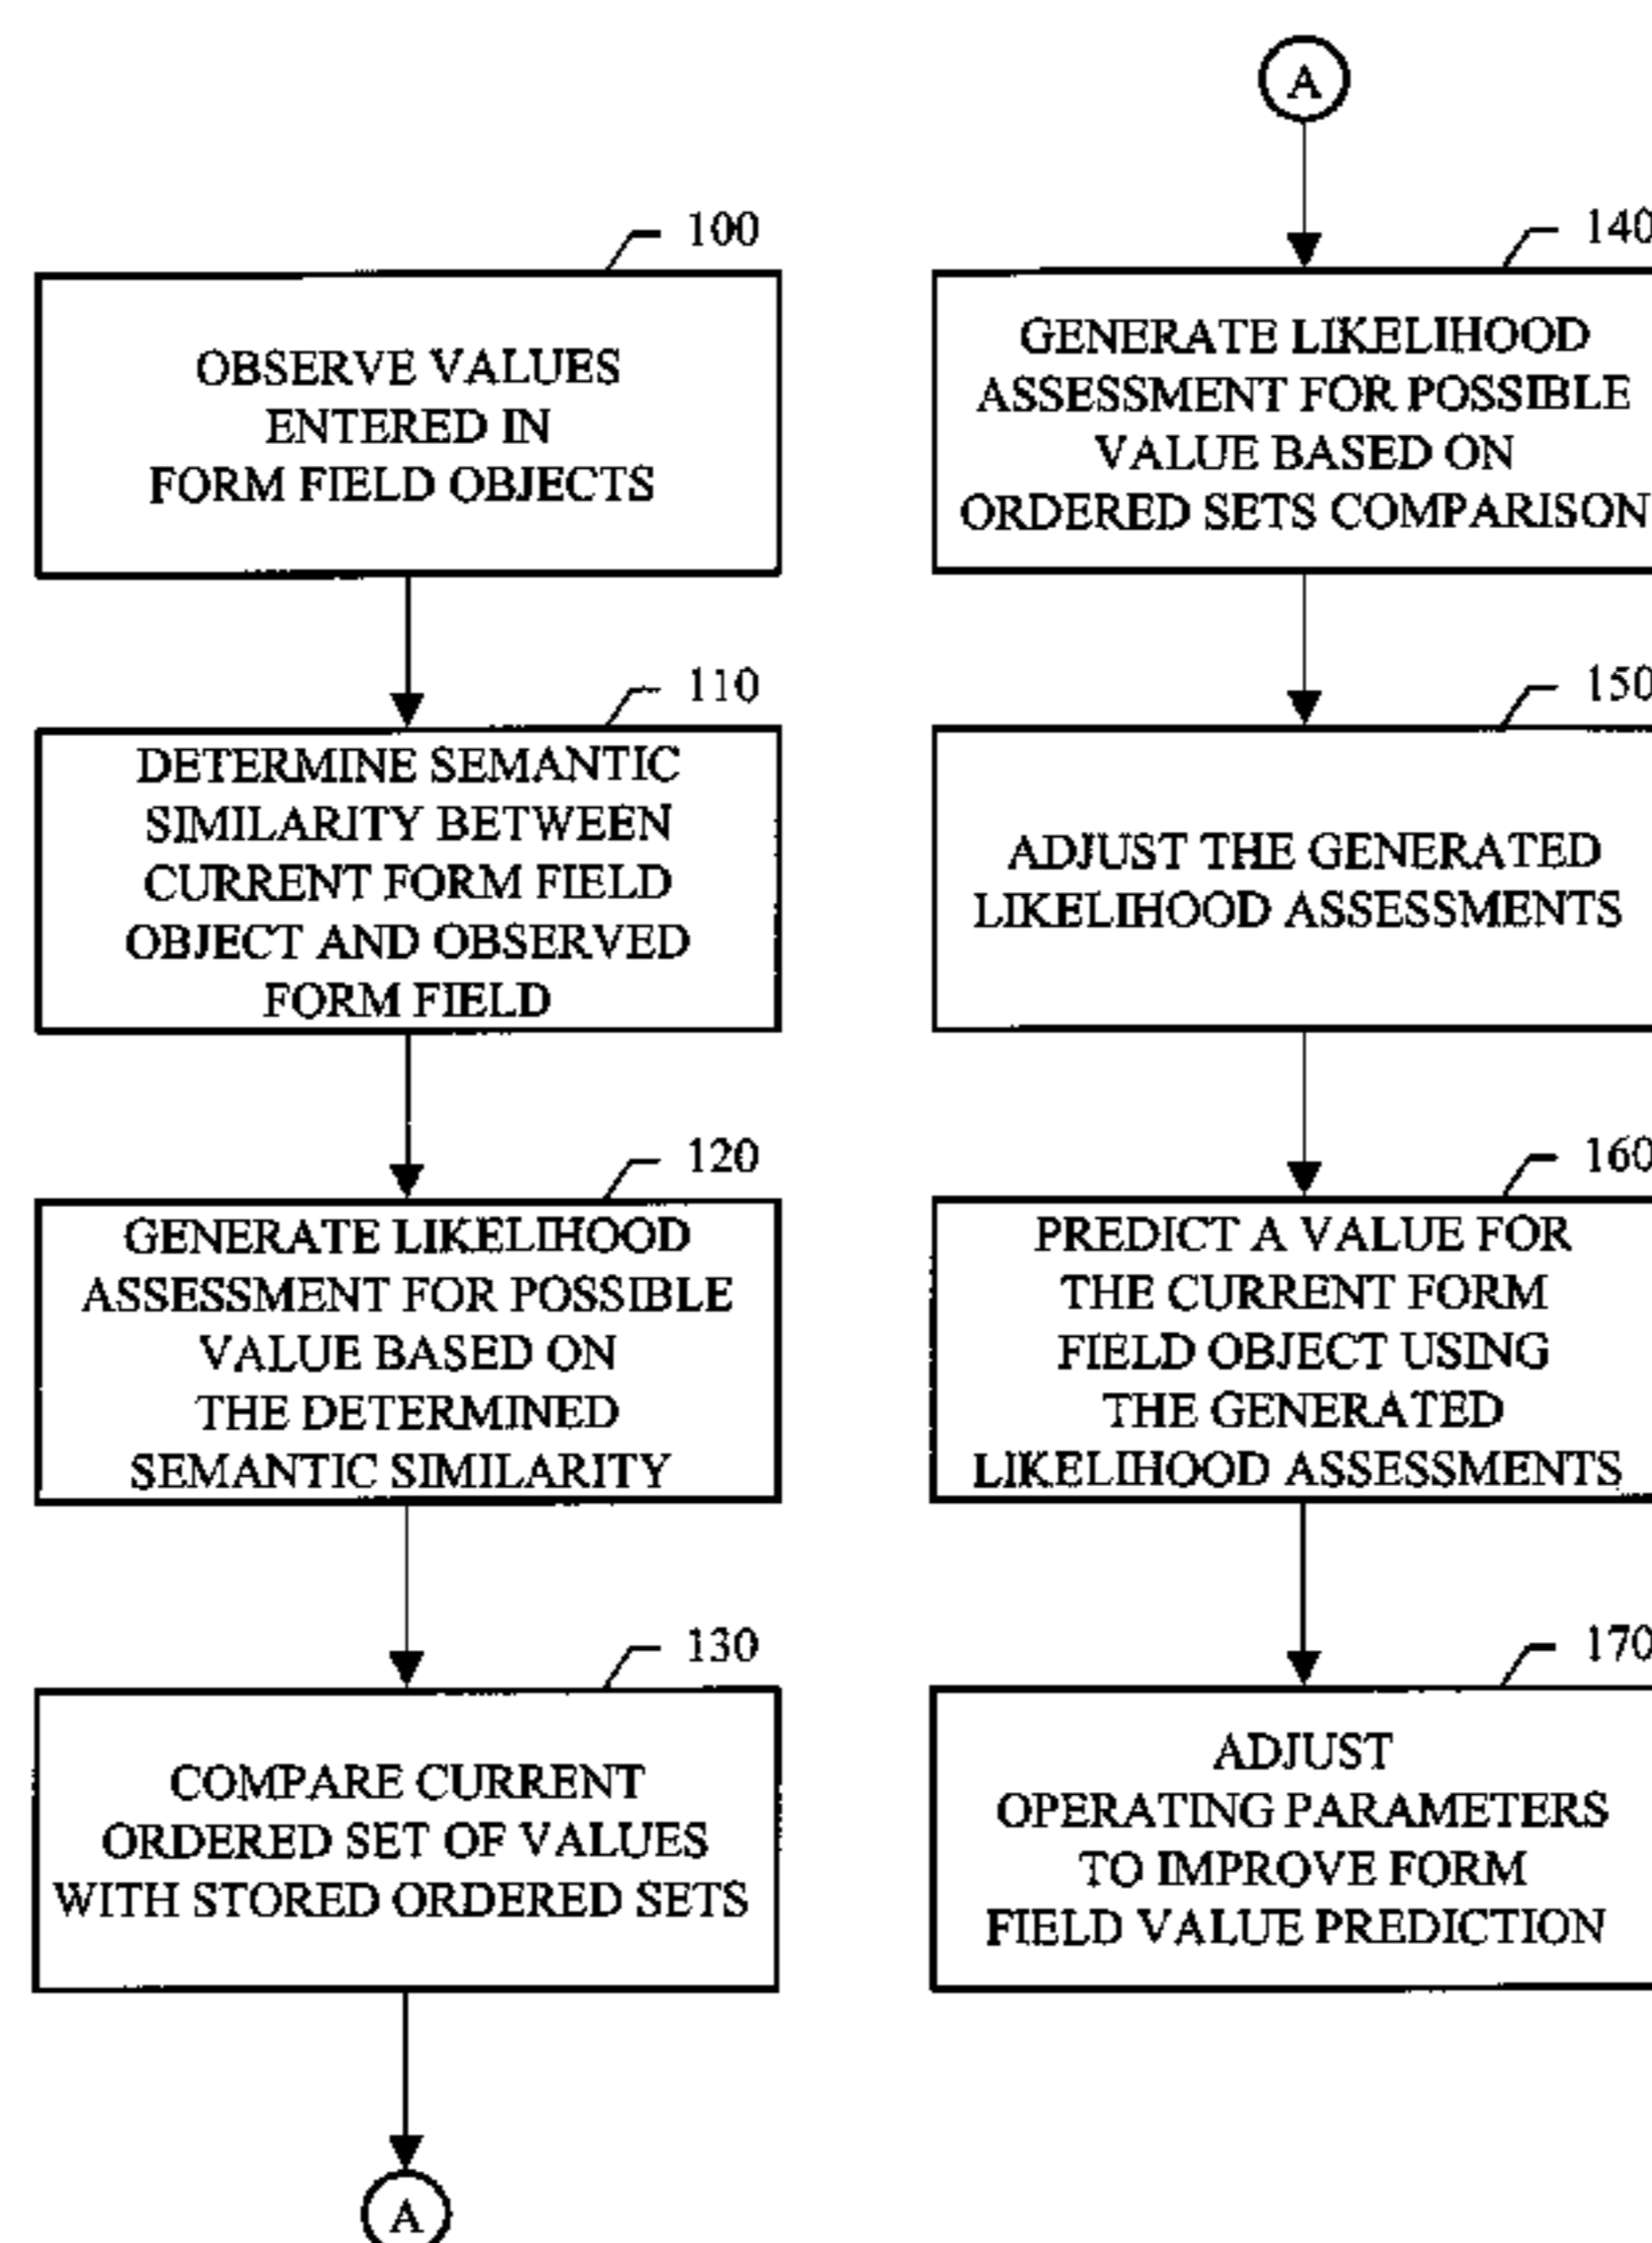 100
OBSERVE VALUES
ENTERED IN
FORM FIELD OBJECTS
110
DETERMINE SEMANTIC
SIMILARITY BETWEEN
CURRENT FORM FIELD
OBJECT AND OBSERVED
FORM FIELD
120
GENERATE LIKELIHOOD
ASSESSMENT FOR POSSIBLE
VALUE BASED ON
THE DETERMINED
SEMANTIC SIMILARITY
130
COMPARE CURRENT
ORDERED SET OF VALUES
WITH STORED ORDERED SETS
A
A
140
GENERATE LIKELIHOOD
ASSESSMENT FOR POSSIBLE
VALUE BASED ON
ORDERED SETS COMPARISON
150
ADJUST THE GENERATED
LIKELIHOOD ASSESSMENTS
160
PREDICT A VALUE FOR
THE CURRENT FORM
FIELD OBJECT USING
THE GENERATED
LIKELIHOOD ASSESSMENTS
170
ADJUST
OPERATING PARAMETERS
TO IMPROVE FORM
FIELD VALUE PREDICTION